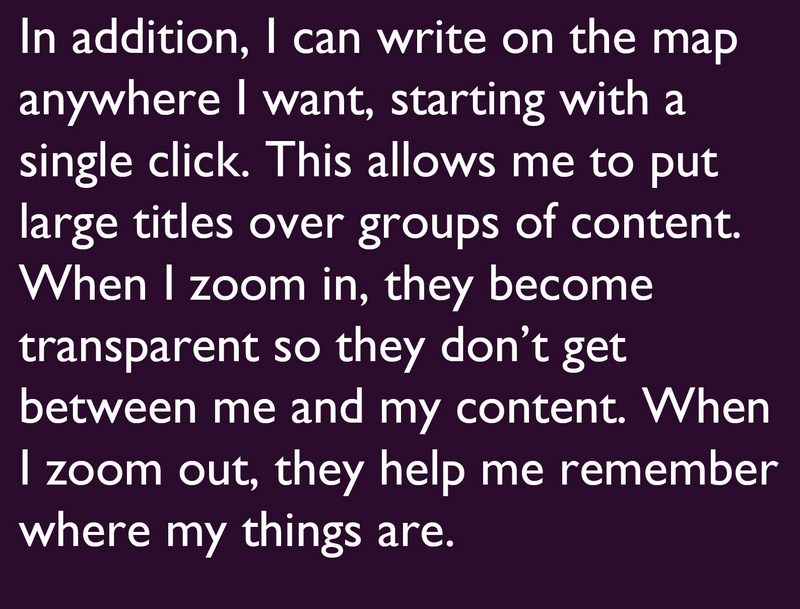 In addition, I can write on the map
anywhere I want, starting with a
single click. This allows me to put
large titles over groups of content.
When I zoom in, they become
transparent so they don’t get
between me and my content. When
I zoom out, they help me remember
where my things are.